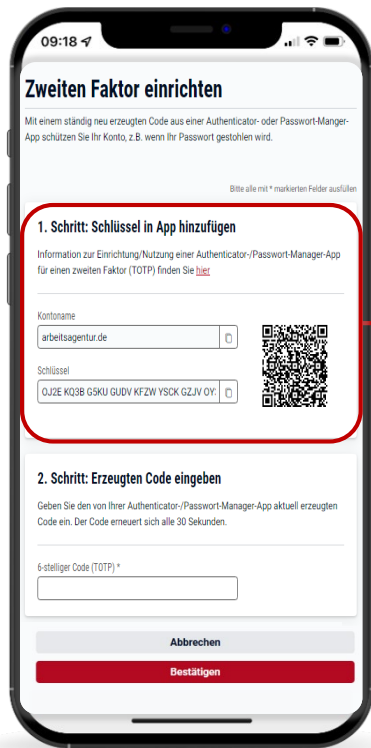 09:18
Zweiten Faktor einrichten
Mit einem ständig neu erzeugten Code aus einer Authenticator- oder Passwort-Manger-
App schützen Sie Ihr Konto, z.B. wenn Ihr Passwort gestohlen wird.
Bitte alle mit * markierten Felder ausfüllen
1. Schritt: Schlüssel in App hinzufügen
Information zur Einrichtung/Nutzung einer Authenticator-/Passwort-Manager-App
für einen zweiten Faktor (TOTP) finden Sie hier
Kontoname
arbeitsagentur.de
Schlüssel
OJ2E KQ3B G5KU GUDV KFZW YSCK GZJV OY
2. Schritt: Erzeugten Code eingeben
Geben Sie den von Ihrer Authenticator-/Passwort-Manager-App aktuell erzeugten
Code ein. Der Code erneuert sich alle 30 Sekunden.
6-stelliger Code (TOTP) *
Abbrechen
Bestätigen